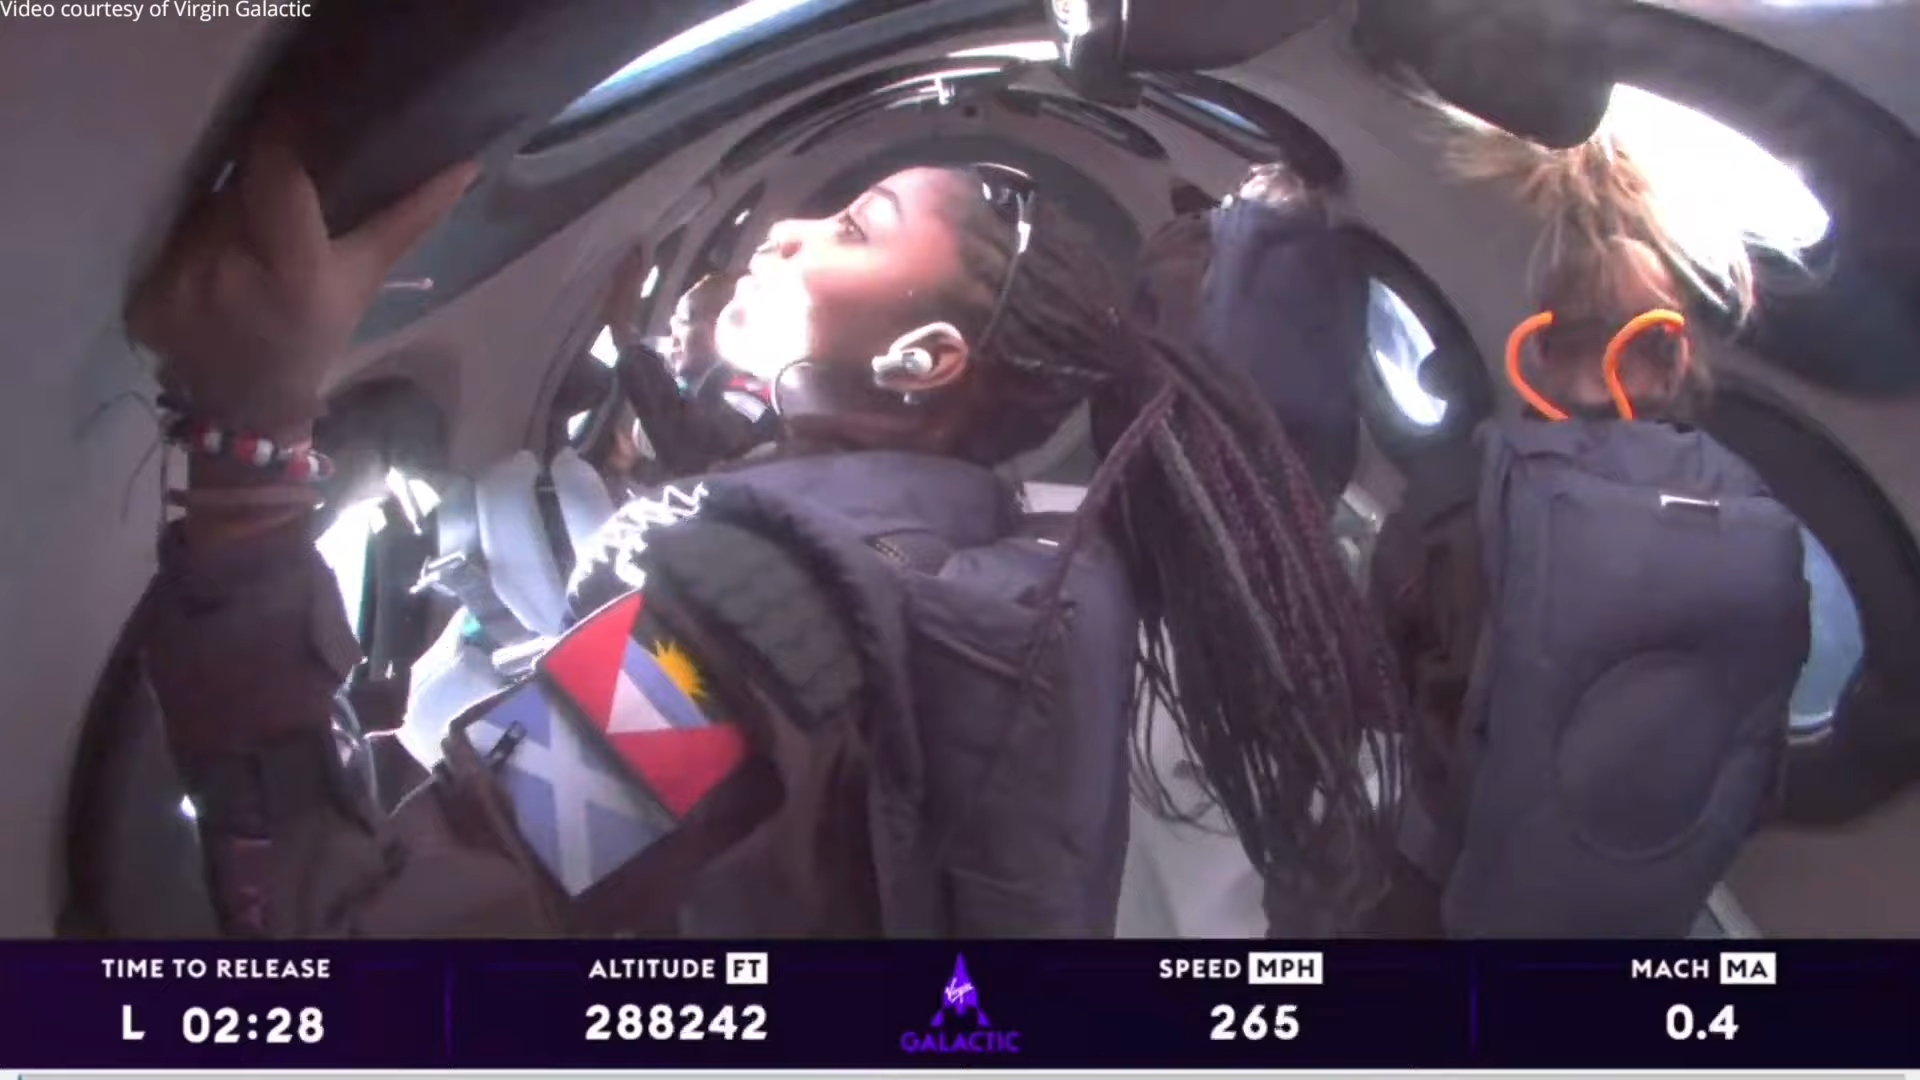 Video courtesy of Virgin Galactic
TIME TO RELEASE
L 02:28
ALTITUDE FT
288242
Virgin
GALACTIC
SPEED MPH
265
MACH MA
0.4